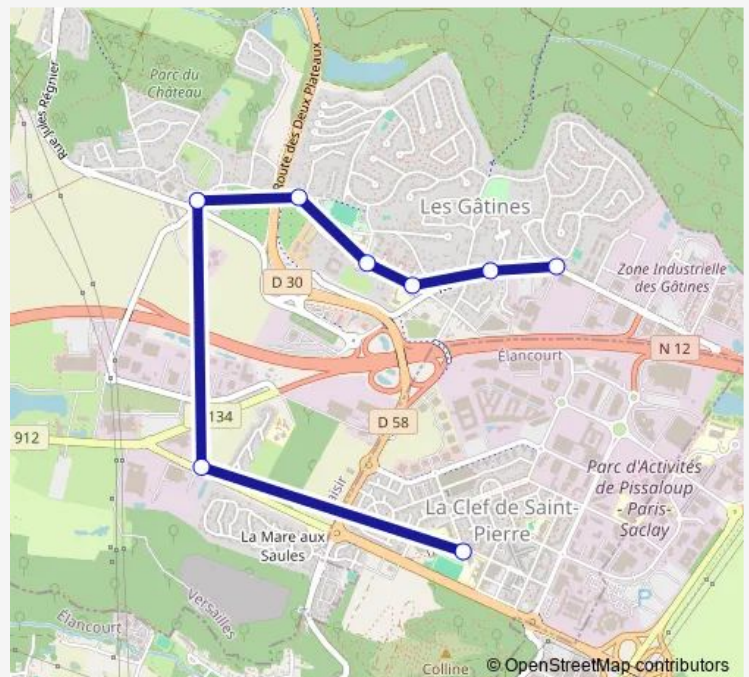 Parc du
Château
Rue Jules Régnier
Route des Deux Plateaux
Les Gâtines
Zone Industrielle
des Gâtines
D 30
Élancourt
N 12
134
912
D 58
Parc d'Activités
de Pissaloup
- Paris-
Saclay
La Clef de Saint-
Pierre
aisir
La Mare aux
Saules
Versailles
Élancourt
P
Colline
© OpenStreetMap contributors